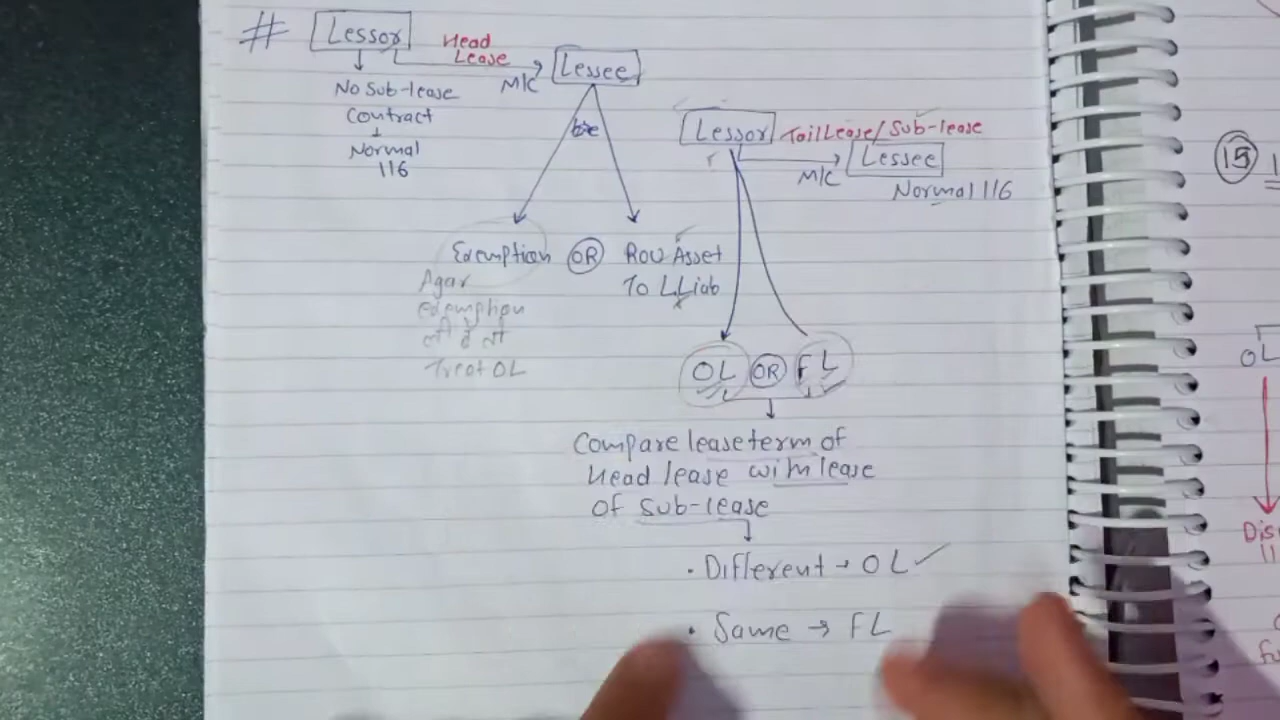 # Lessor
Head
Lease
M/c
Lessee
No Sub-lease
Contract
Normal
116
Lessor
Tail Lease/Sub-lease
M/c
Lessee
Normal 116
Exemption OR ROU Asset
To L.Liab
Agar
exemption
ली है तो
Treat OL
OL OR FL
Compare lease term of
Head lease with lease
of sub-lease
• Different → OL ✓
• Same → FL
15
OL
Dis
11